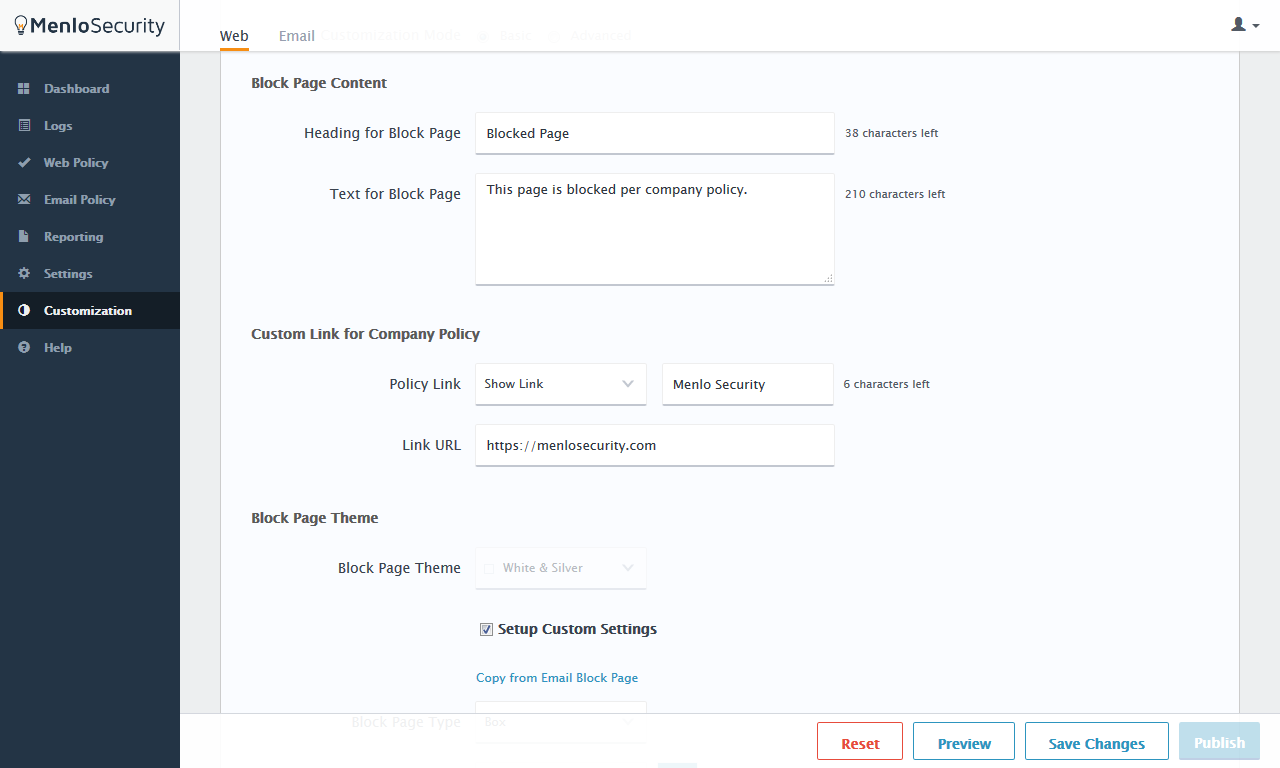 MenloSecurity
Web
Email
Customization Mode
Basic
Advanced
Dashboard
Logs
Web Policy
Email Policy
Reporting
Settings
Customization
Help
Block Page Content
Heading for Block Page
Blocked Page
38 characters left
Text for Block Page
This page is blocked per company policy.
210 characters left
Custom Link for Company Policy
Policy Link
Show Link
Menlo Security
6 characters left
Link URL
https://menlosecurity.com
Block Page Theme
Block Page Theme
White & Silver
Setup Custom Settings
Copy from Email Block Page
Block Page Type
Box
Reset
Preview
Save Changes
Publish